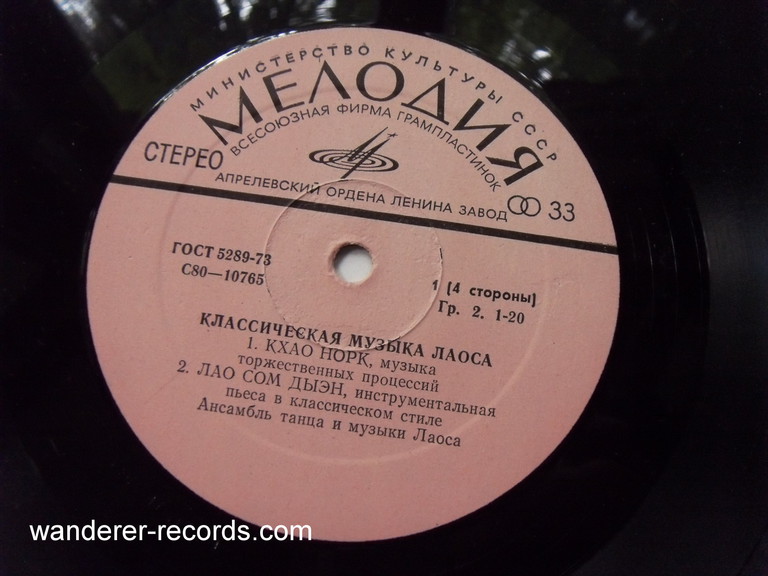 МИНИСТЕРСТВО КУЛЬТУРЫ СССР
МЕЛОДИЯ
ВСЕСОЮЗНАЯ ФИРМА ГРАМПЛАСТИНОК
СТЕРЕО
АПРЕЛЕВСКИЙ ОРДЕНА ЛЕНИНА ЗАВОД
33
ГОСТ 5289-73
С80—10765
1 (4 стороны)
Гр. 2. 1-20
КЛАССИЧЕСКАЯ МУЗЫКА ЛАОСА
1. КХАО НОРК, музыка
торжественных процессий
2. ЛАО СОМ ДЫЭН, инструментальная
пьеса в классическом стиле
Ансамбль танца и музыки Лаоса
wanderer-records.com